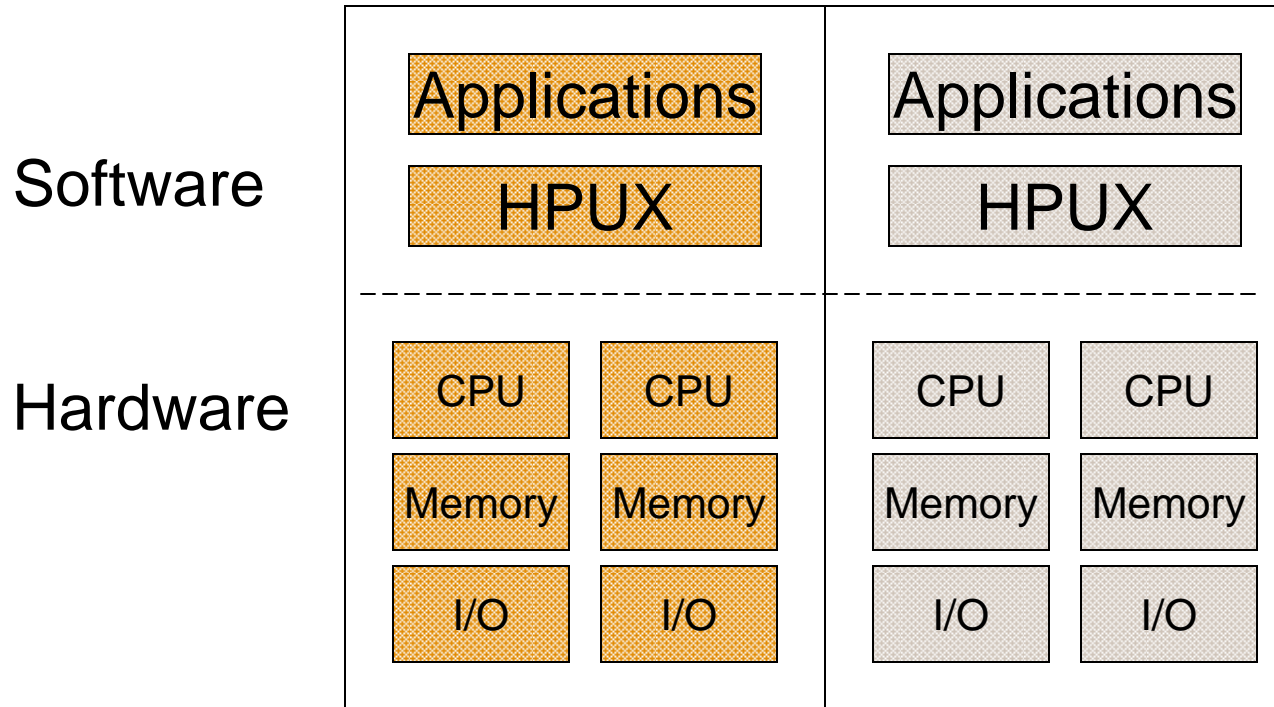 Applications Applications
Software
HPUX HPUX
Hardware
CPU CPU CPU CPU
Memory Memory Memory Memory
I/O I/O I/O I/O